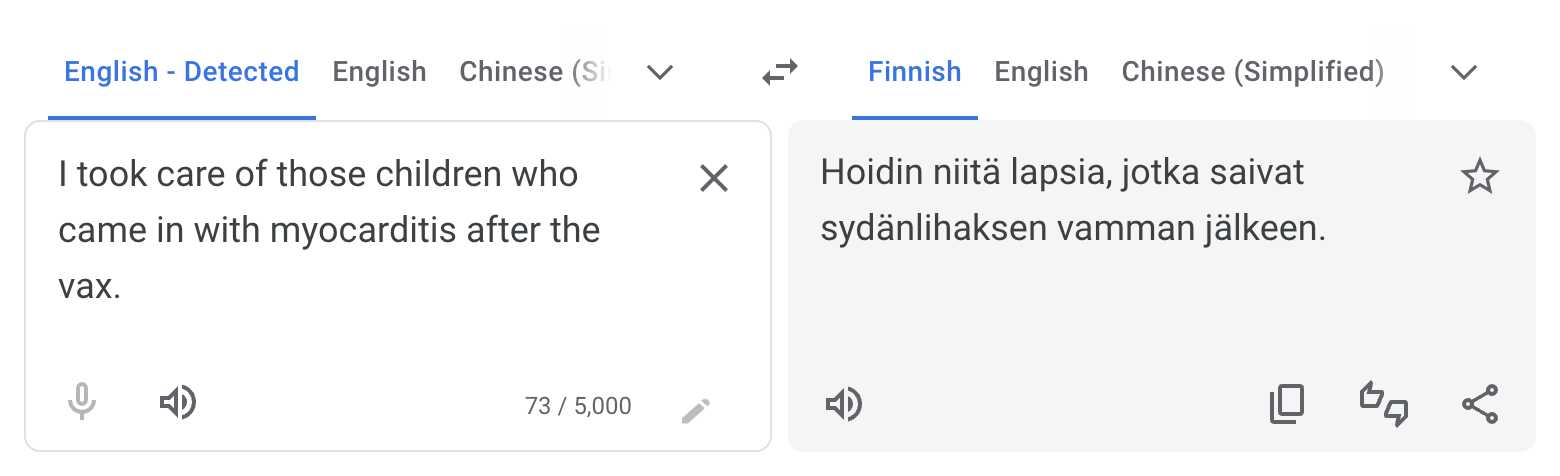 English - Detected English Chinese (Si
Finnish English Chinese (Simplified)
I took care of those children who
came in with myocarditis after the
vax.
73 / 5,000
Hoidin niitä lapsia, jotka saivat
sydänlihaksen vamman jälkeen.